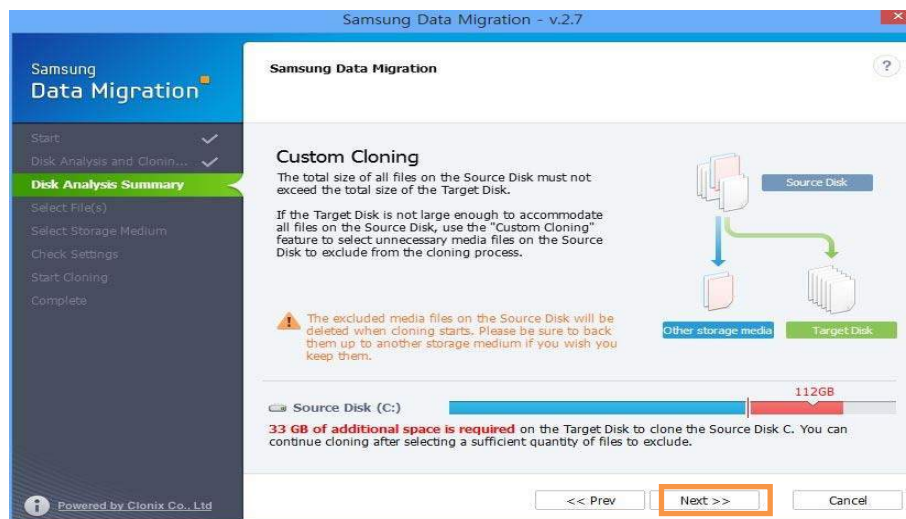 Samsung Data Migration - v.2.7
Samsung
Data Migration
Samsung Data Migration
?
Start
Disk Analysis and Clonin...
Disk Analysis Summary
Select File(s)
Select Storage Medium
Check Settings
Start Cloning
Complete
Custom Cloning
The total size of all files on the Source Disk must not
exceed the total size of the Target Disk.
If the Target Disk is not large enough to accommodate
all files on the Source Disk, use the "Custom Cloning"
feature to select unnecessary media files on the Source
Disk to exclude from the cloning process.
The excluded media files on the Source Disk will be
deleted when cloning starts. Please be sure to back
them up to another storage medium if you wish you
keep them.
Source Disk
Other storage media
Target Disk
112GB
Source Disk (C:)
33 GB of additional space is required on the Target Disk to clone the Source Disk C. You can
continue cloning after selecting a sufficient quantity of files to exclude.
Powered by Clonix Co., Ltd
<< Prev
Next >>
Cancel